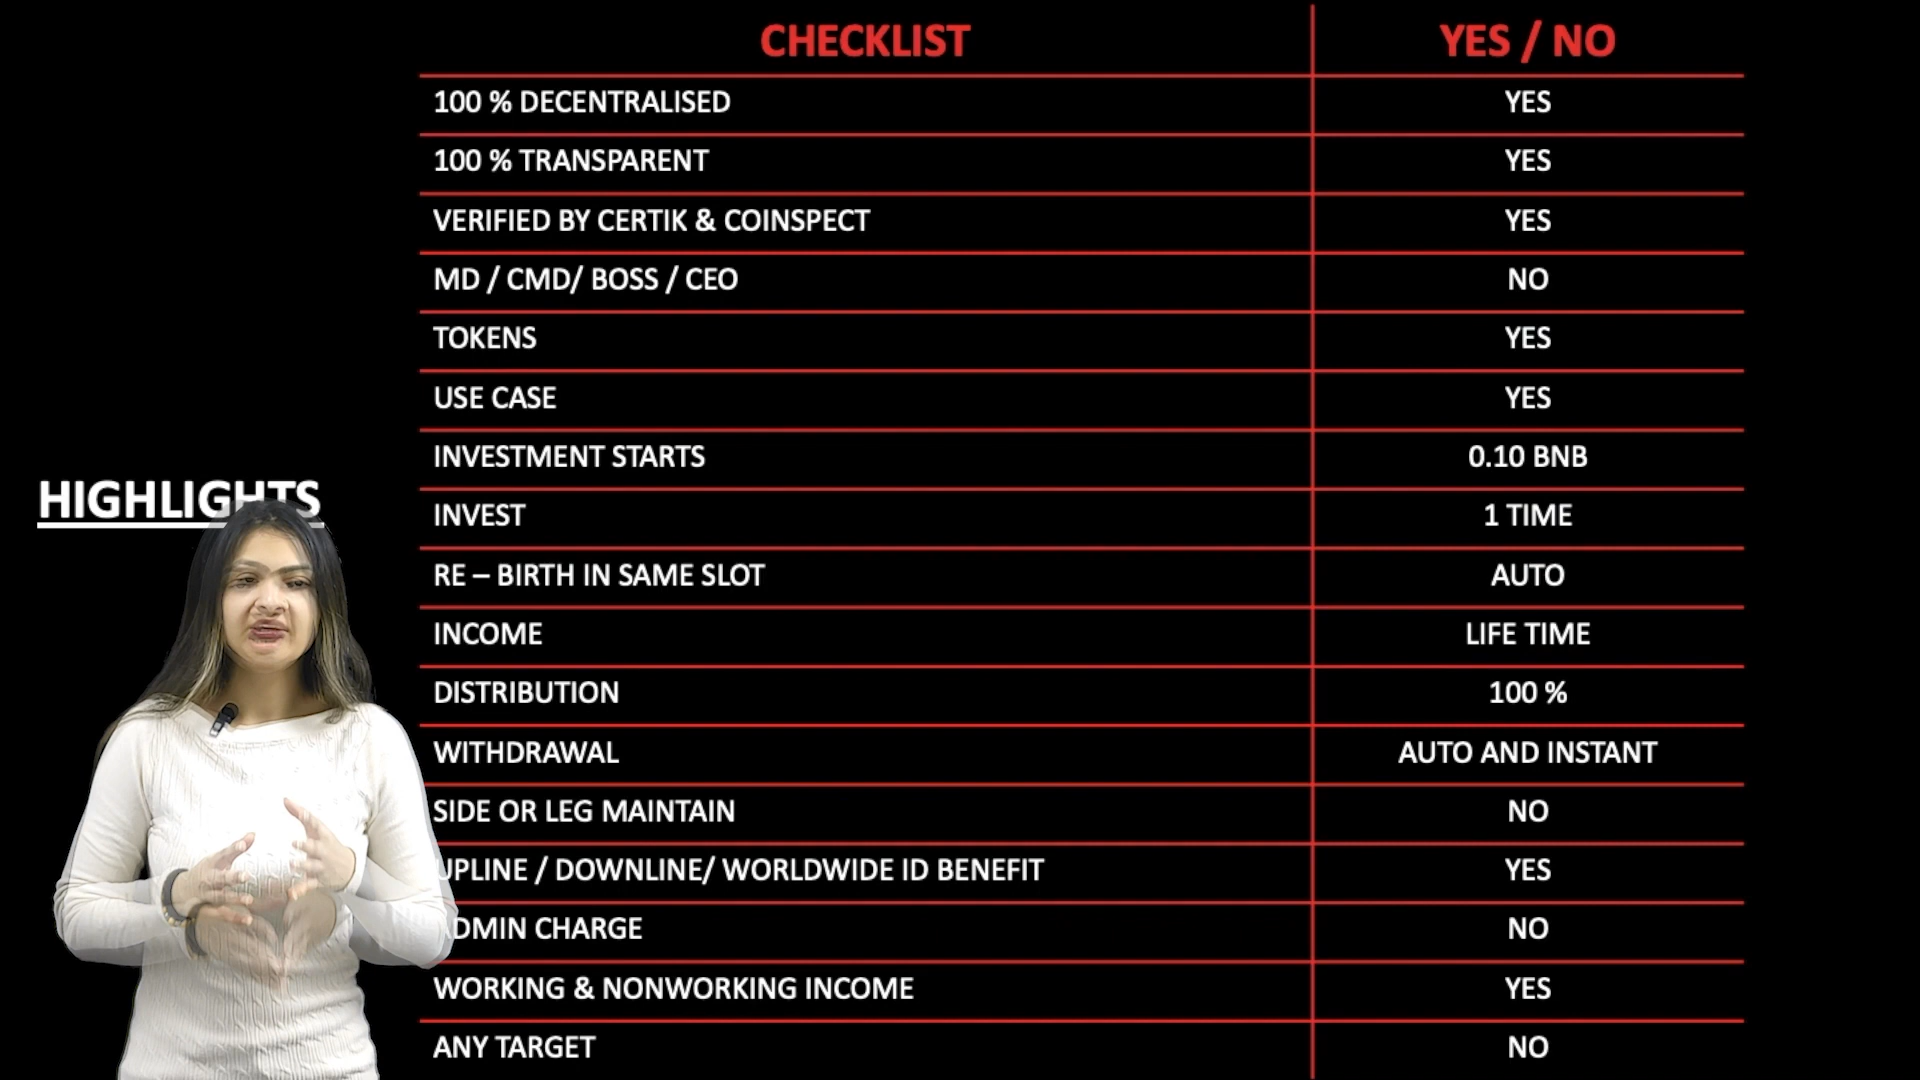 CHECKLIST YES / NO
100 % DECENTRALISED YES
100 % TRANSPARENT YES
VERIFIED BY CERTIK & COINSPECT YES
MD / CMD/ BOSS / CEO NO
TOKENS YES
USE CASE YES
INVESTMENT STARTS 0.10 BNB
HIGHLIGHTS
INVEST 1 TIME
RE – BIRTH IN SAME SLOT AUTO
INCOME LIFE TIME
DISTRIBUTION 100 %
WITHDRAWAL AUTO AND INSTANT
SIDE OR LEG MAINTAIN NO
UPLINE / DOWNLINE/ WORLDWIDE ID BENEFIT YES
ADMIN CHARGE NO
WORKING & NONWORKING INCOME YES
ANY TARGET NO